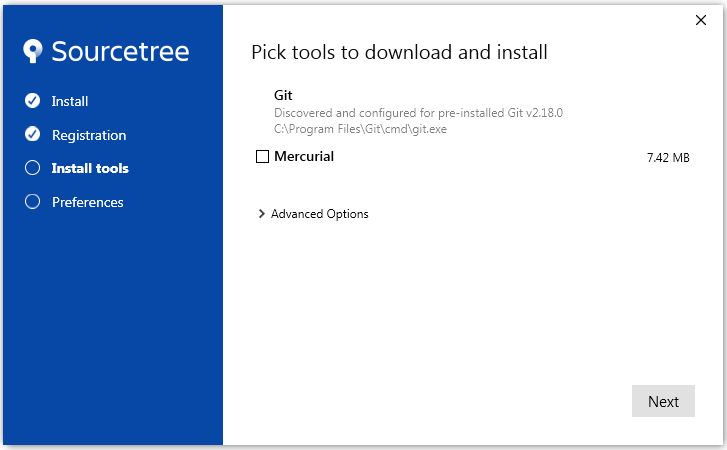 Sourcetree
Install
Registration
Install tools
Preferences
Pick tools to download and install
Git
Discovered and configured for pre-installed Git v2.18.0
C:\Program Files\Git\cmd\git.exe
Mercurial 7.42 MB
Advanced Options
Next